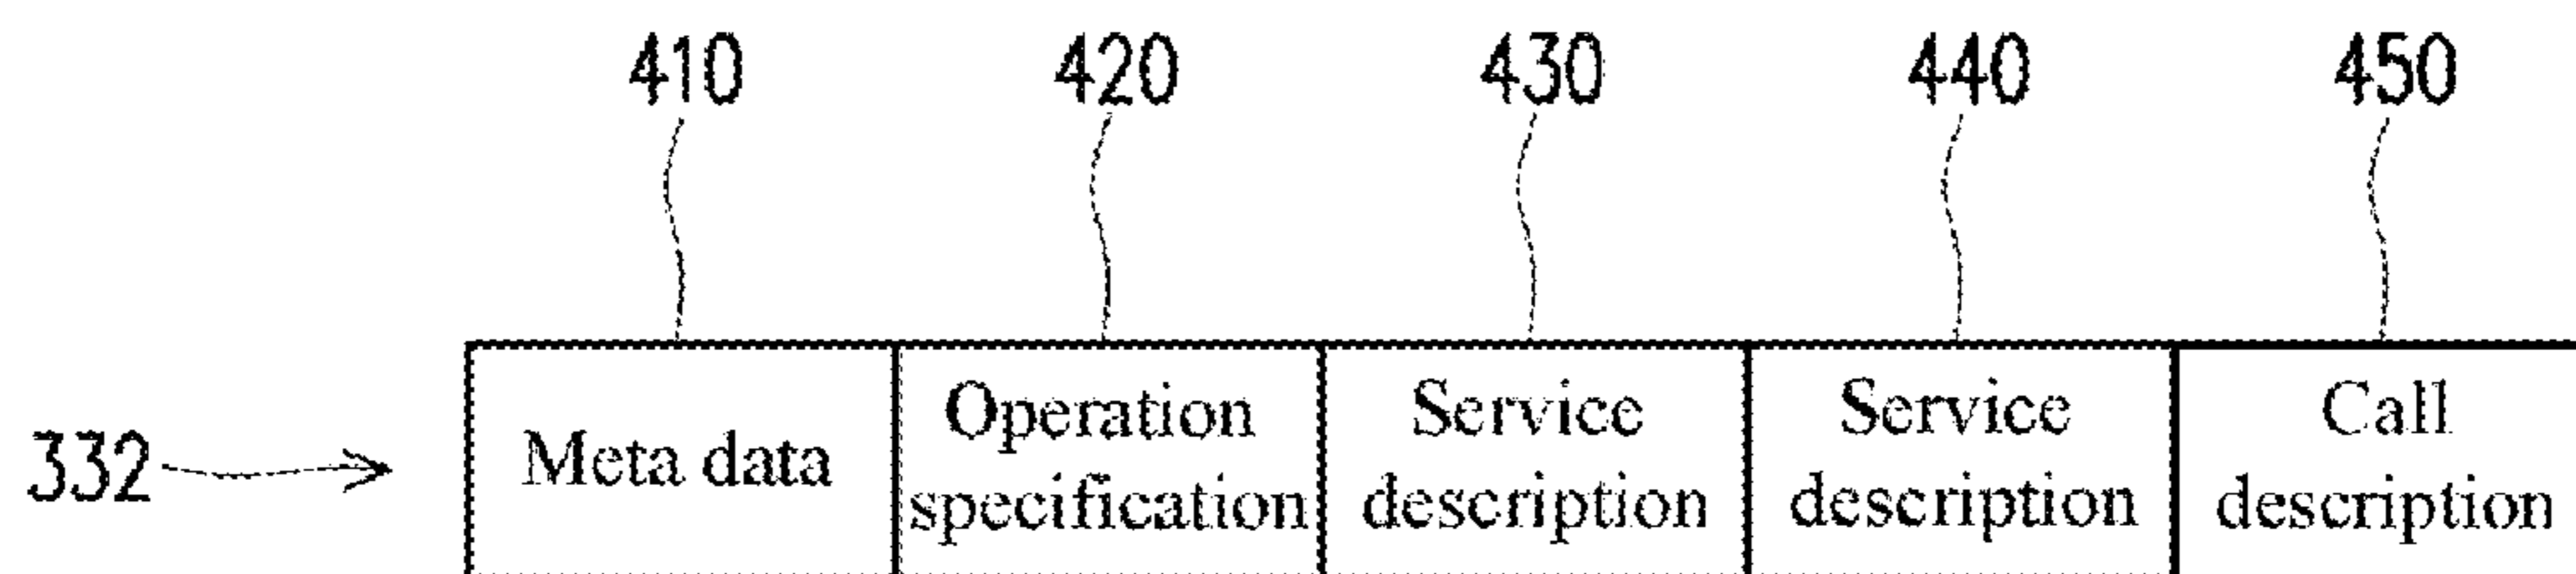 410 420 430 440 450
332
Meta data
Operation
specification
Service
description
Service
description
Call
description